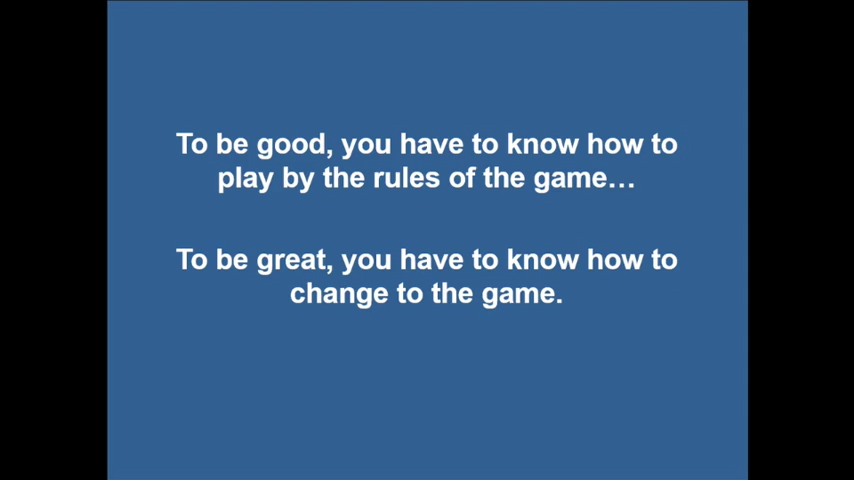 To be good, you have to know how to
play by the rules of the game…
To be great, you have to know how to
change to the game.